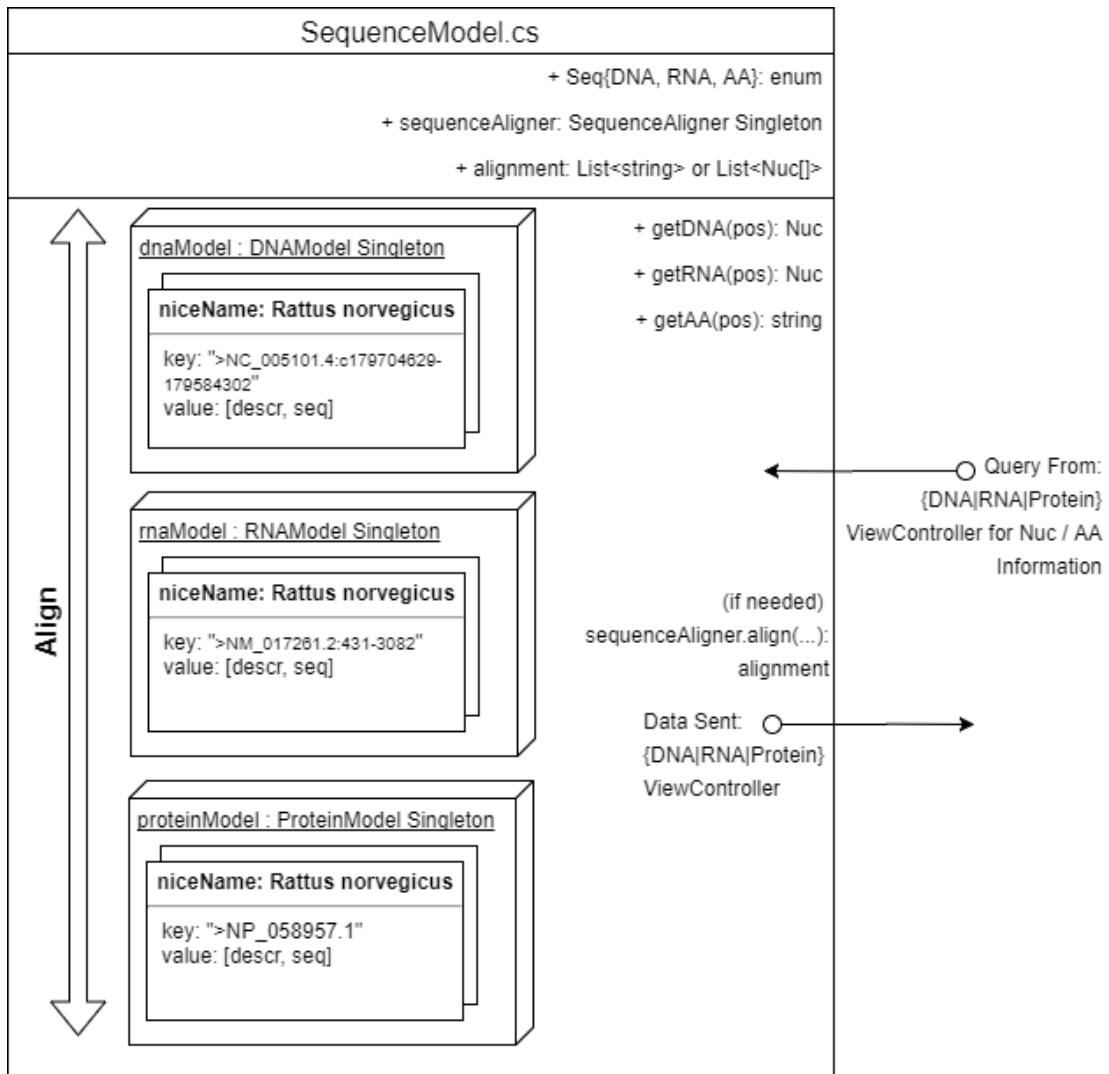 SequenceModel.cs
+ Seq{DNA, RNA, AA}: enum
+ sequenceAligner: SequenceAligner Singleton
+ alignment: List<string> or List<Nuc[]>
Align
dnaModel : DNAModel Singleton
niceName: Rattus norvegicus
key: ">NC_005101.4:c179704629-
179584302"
value: [descr, seq]
rnaModel : RNAModel Singleton
niceName: Rattus norvegicus
key: ">NM_017261.2:431-3082"
value: [descr, seq]
proteinModel : ProteinModel Singleton
niceName: Rattus norvegicus
key: ">NP_058957.1"
value: [descr, seq]
+ getDNA(pos): Nuc
+ getRNA(pos): Nuc
+ getAA(pos): string
Query From:
{DNA|RNA|Protein}
ViewController for Nuc / AA
Information
(if needed)
sequenceAligner.align(...):
alignment
Data Sent:
{DNA|RNA|Protein}
ViewController